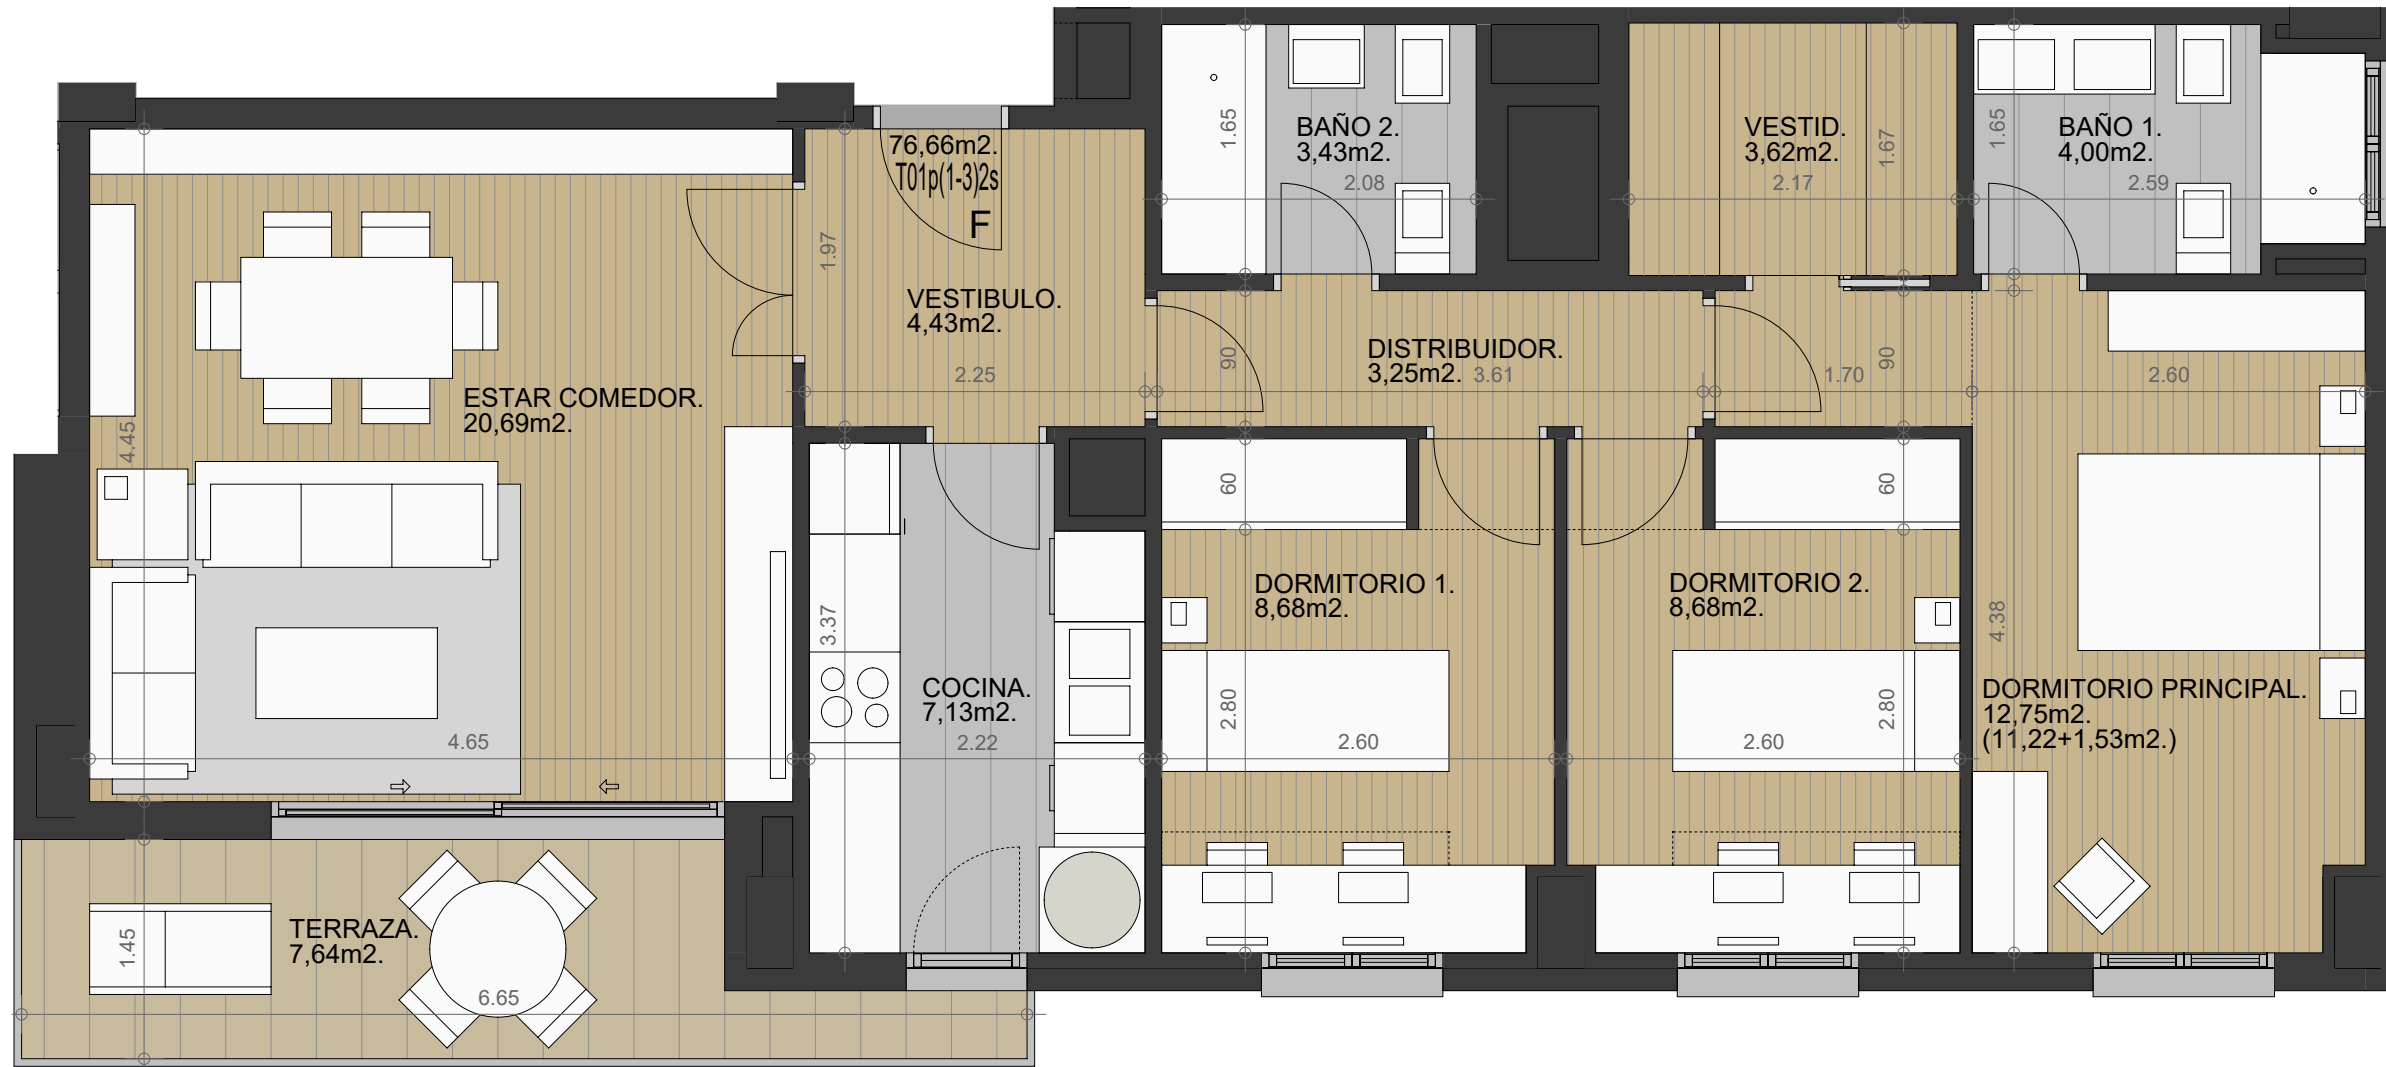 76,66m2.
T01p(1-3)2s
F
BAÑO 2.
3,43m2.
1.65
2.08
VESTID.
3,62m2.
1.67
2.17
BAÑO 1.
4,00m2.
1.65
2.59
1.97
VESTIBULO.
4,43m2.
2.25
DISTRIBUIDOR.
3,25m2.
3.61
90
1.70
90
2.60
ESTAR COMEDOR.
20,69m2.
4.45
4.65
60
60
DORMITORIO 1.
8,68m2.
2.80
2.60
DORMITORIO 2.
8,68m2.
2.80
2.60
4.38
DORMITORIO PRINCIPAL.
12,75m2.
(11,22+1,53m2.)
3.37
COCINA.
7,13m2.
2.22
TERRAZA.
7,64m2.
1.45
6.65